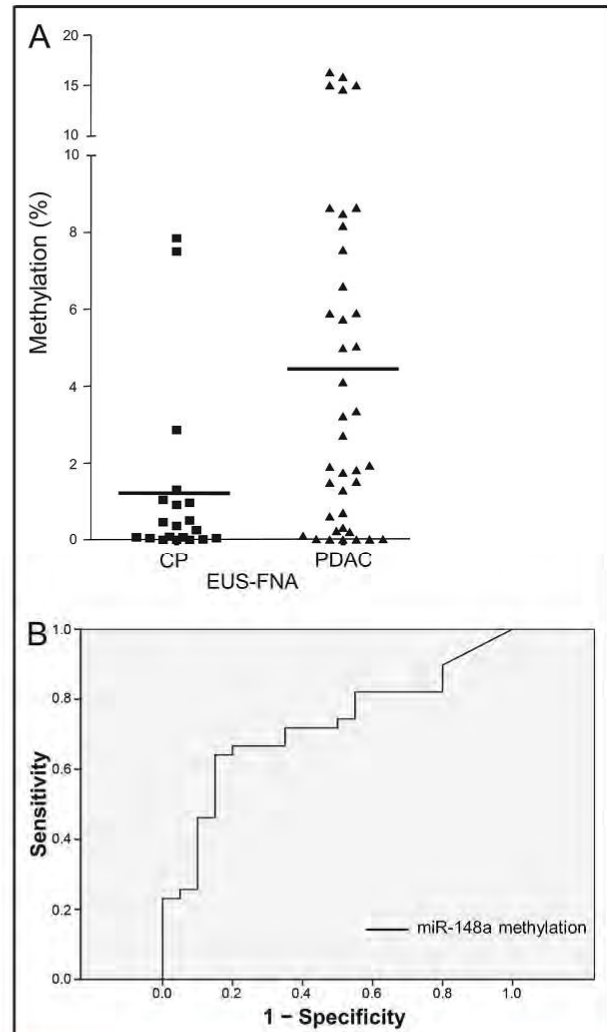 A
20
15
10
10
8
6
4
2
0
Methylation (%)
CP
PDAC
EUS-FNA
B
1.0
0.8
0.6
0.4
0.2
0.0
Sensitivity
miR-148a methylation
0.0 0.2 0.4 0.6 0.8 1.0
1 − Specificity